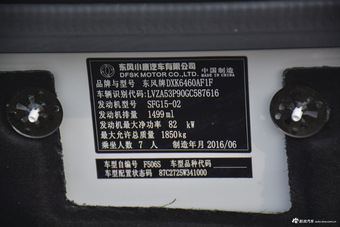 东风小康汽车有限公司
DFSK MOTOR CO.,LTD.
中国制造
品牌与型号 东风牌DXK6460AF1F
车辆识别代号:LVZA53P90GC587616
发动机型号 SFG15-02
发动机排量 1499 ml
发动机最大净功率 82 kW
最大允许总质量 1850kg
乘坐人数 7 人 制造年月 2016/06
车型自编号 F506S 车型品种代码
车型配置状态码 87C2725W341000